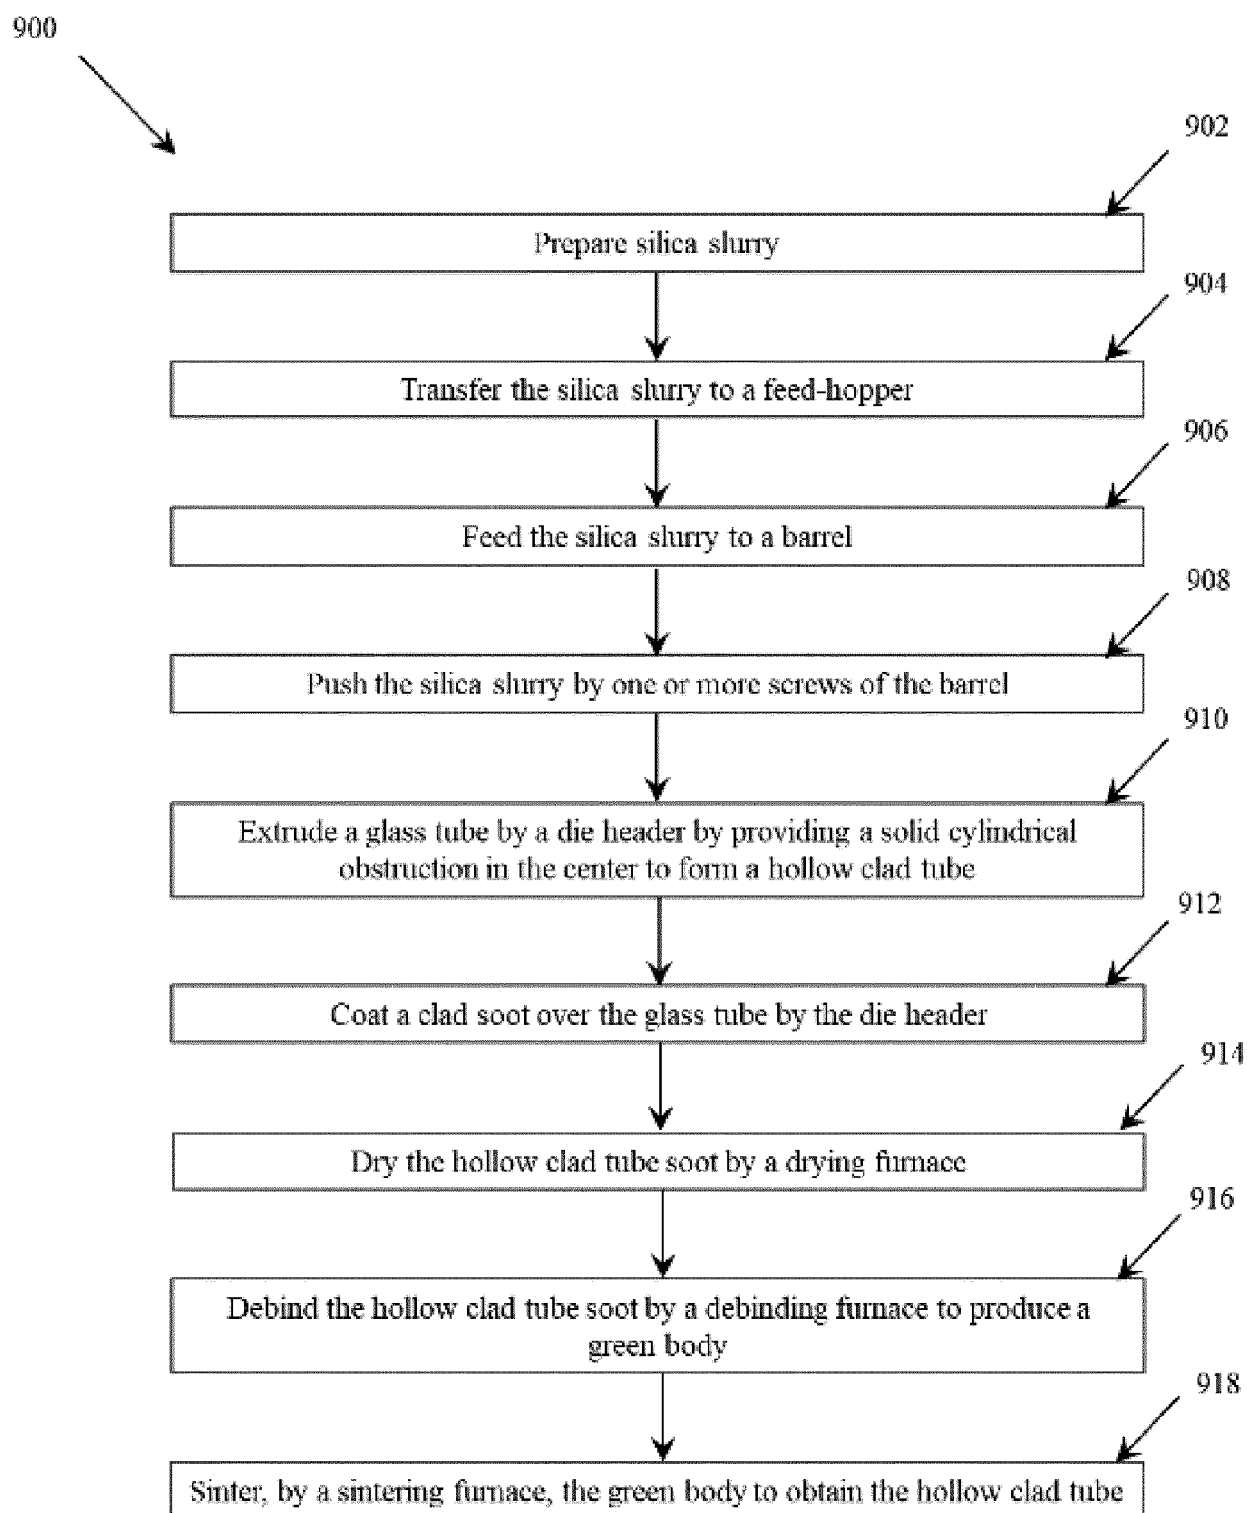 900
902
Prepare silica slurry
904
Transfer the silica slurry to a feed-hopper
906
Feed the silica slurry to a barrel
908
Push the silica slurry by one or more screws of the barrel
910
Extrude a glass tube by a die header by providing a solid cylindrical
obstruction in the center to form a hollow clad tube
912
Coat a clad soot over the glass tube by the die header
914
Dry the hollow clad tube soot by a drying furnace
916
Debind the hollow clad tube soot by a debinding furnace to produce a
green body
918
Sinter, by a sintering furnace, the green body to obtain the hollow clad tube